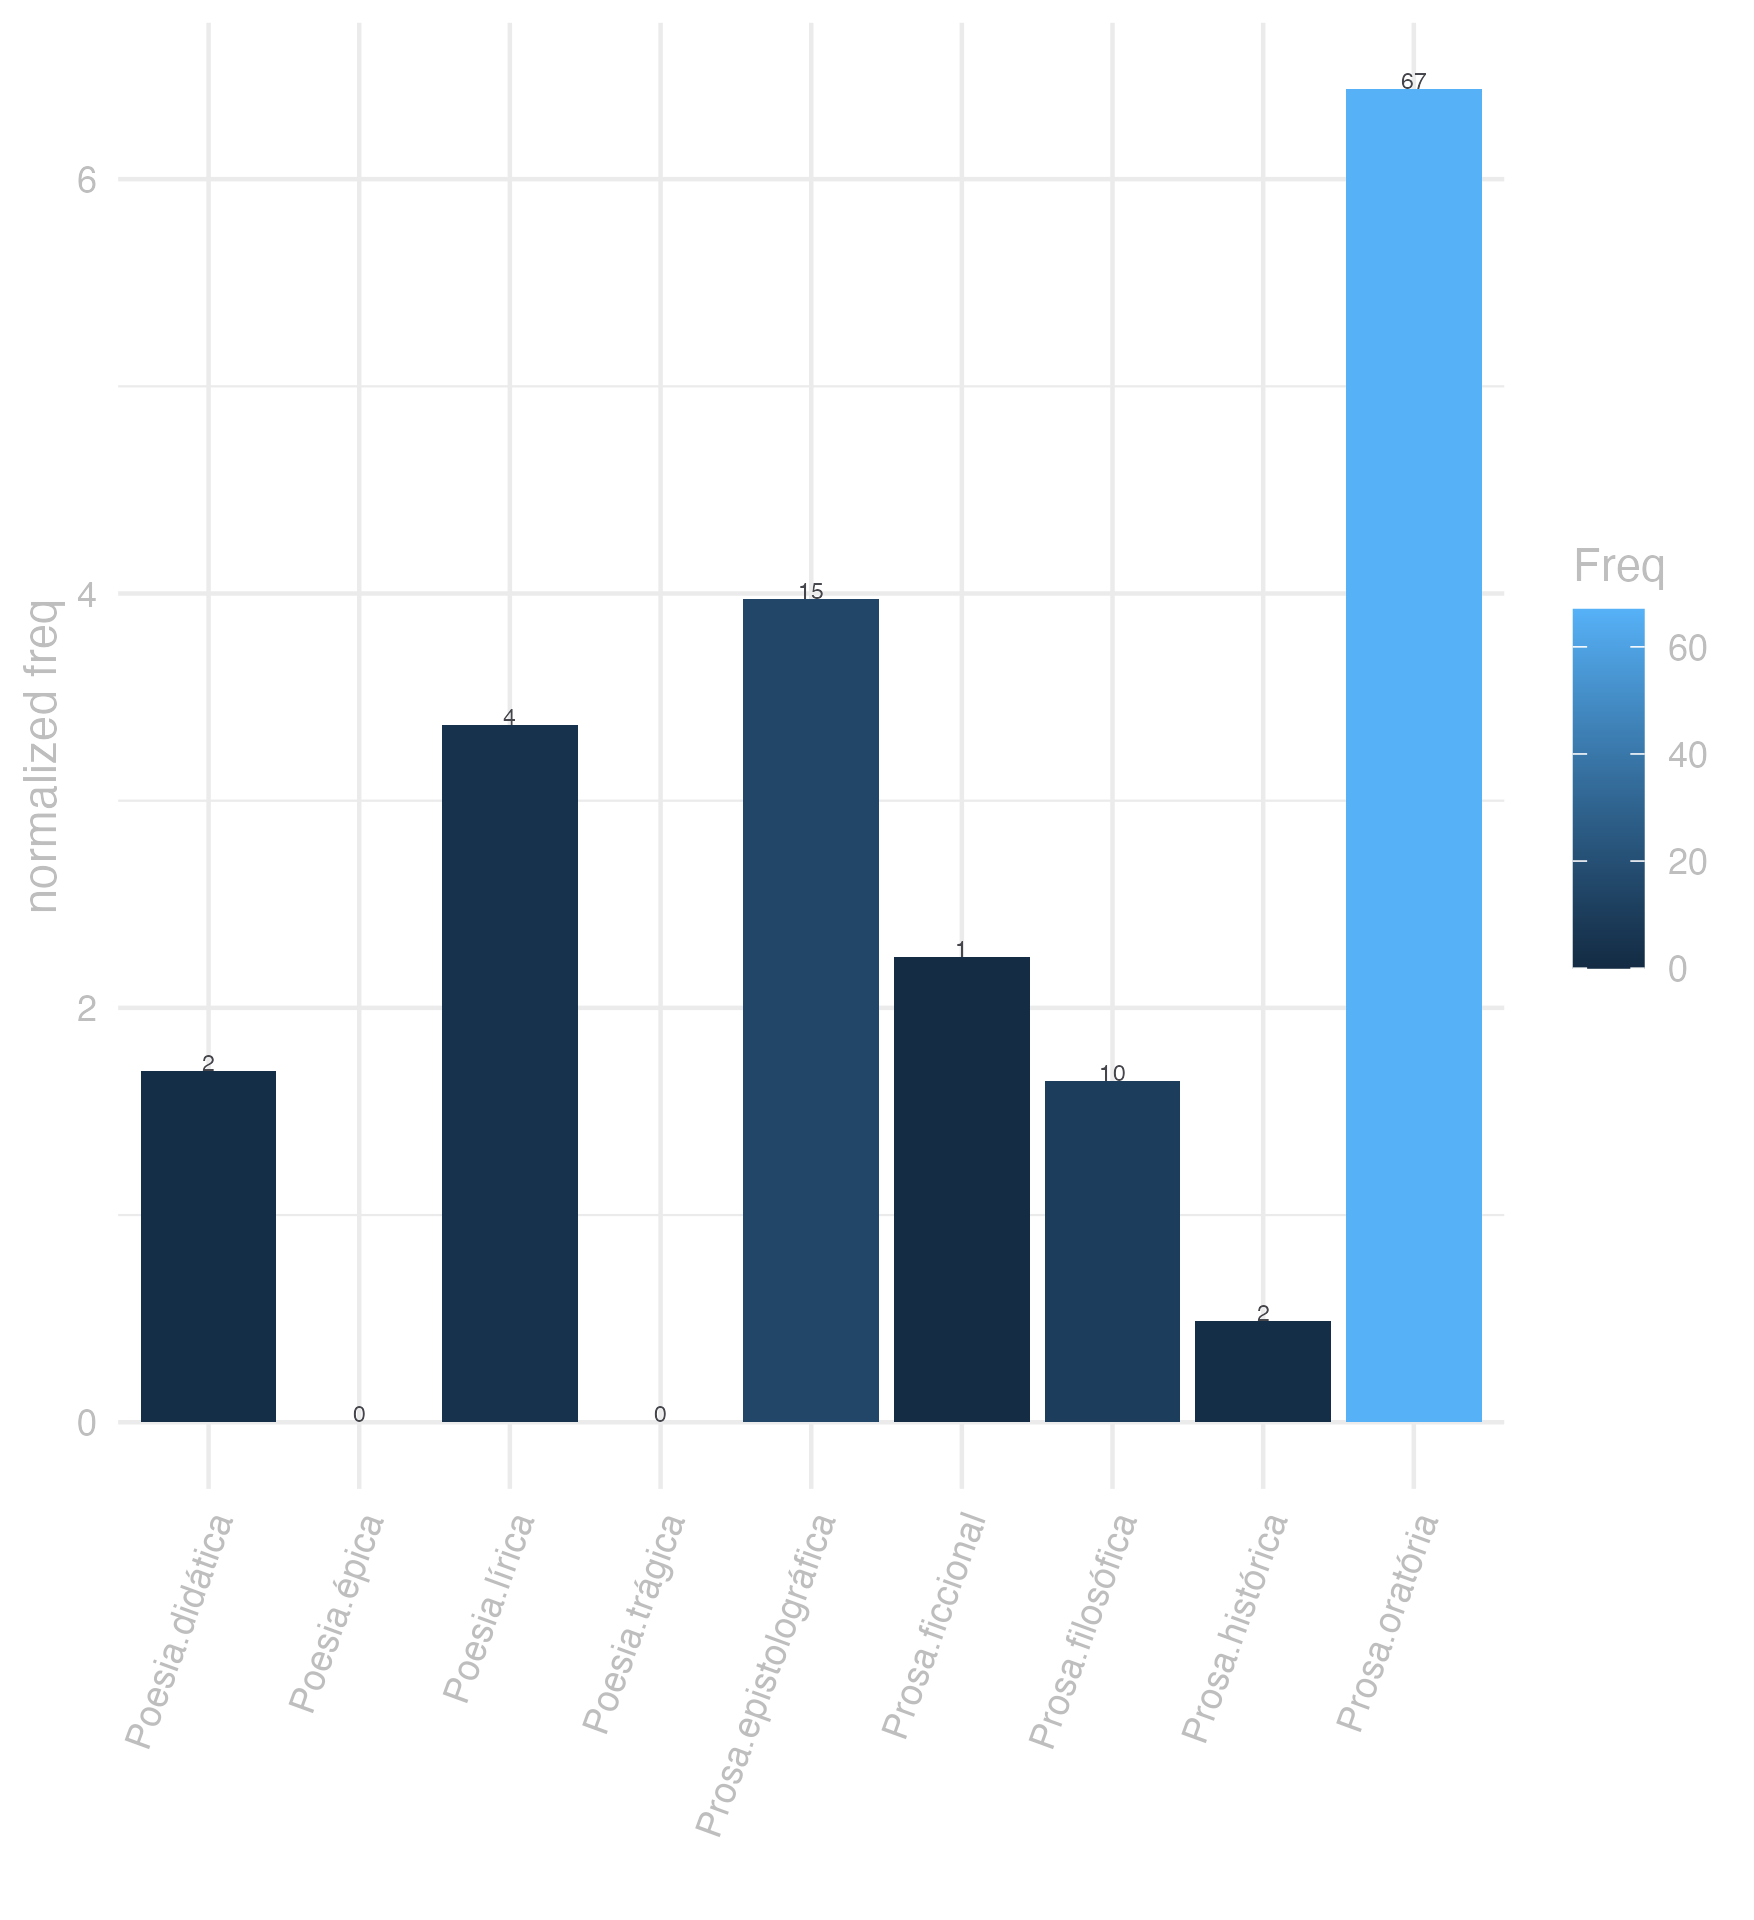 normalized freq
6
4
2
0
2
0
4
0
15
1
10
2
67
Poesia.didática
Poesia.épica
Poesia.lírica
Poesia.trágica
Prosa.epistolográfica
Prosa.ficcional
Prosa.filosófica
Prosa.histórica
Prosa.oratória
Freq
60
40
20
0